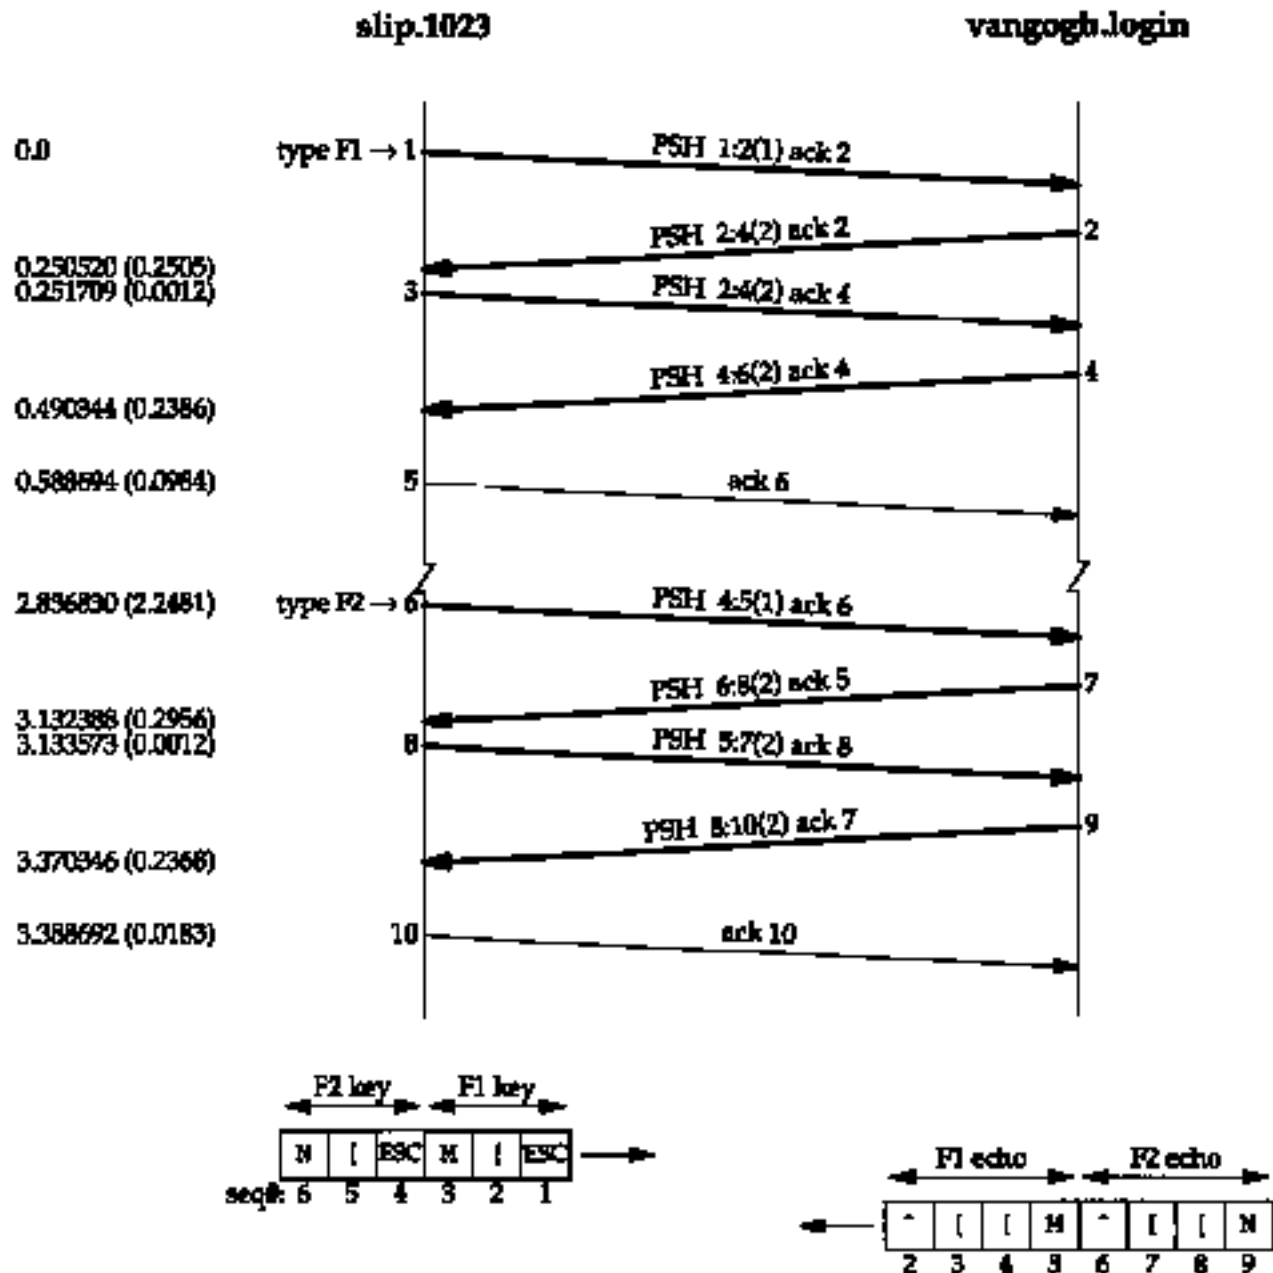 slip.1023 vangogh.login
0.0 type F1 → 1 PSH 1:2(1) ack 2
PSH 2:4(2) ack 2 2
0.250520 (0.2505)
0.251709 (0.0012) 3 PSH 2:4(2) ack 4
PSH 4:6(2) ack 4 4
0.490344 (0.2386)
0.588694 (0.0984) 5 ack 6
2.836830 (2.2481) type F2 → 6 PSH 4:5(1) ack 6
PSH 6:8(2) ack 5 7
3.132388 (0.2956)
3.133573 (0.0012) 8 PSH 5:7(2) ack 8
PSH 8:10(2) ack 7 9
3.370346 (0.2368)
3.388692 (0.0183) 10 ack 10
F2 key F1 key
N [ ESC M [ ESC
seq#: 6 5 4 3 2 1
F1 echo F2 echo
^ [ [ M ^ [ [ N
2 3 4 5 6 7 8 9